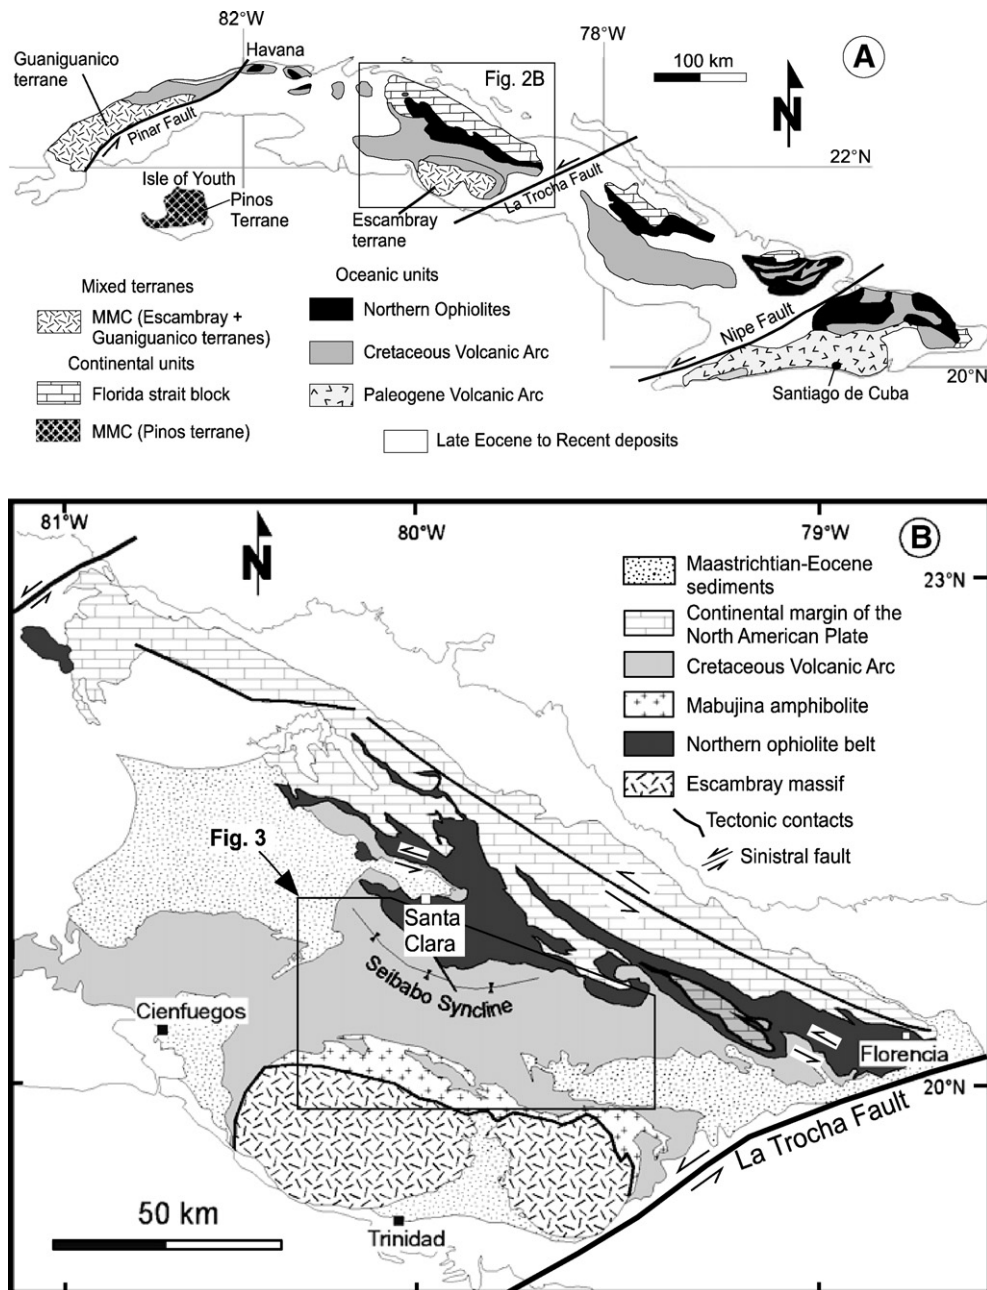 82°W
78°W
A
Guaniguanico
terrane
Havana
Fig. 2B
100 km
N
Pinar Fault
22°N
Isle of Youth
Pinos
Terrane
La Trocha Fault
Escambray
terrane
Mixed terranes
MMC (Escambray +
Guaniguanico terranes)
Continental units
Florida strait block
MMC (Pinos terrane)
Oceanic units
Northern Ophiolites
Cretaceous Volcanic Arc
Paleogene Volcanic Arc
Late Eocene to Recent deposits
Nipe Fault
20°N
Santiago de Cuba
81°W
80°W
79°W
B
N
23°N
Maastrichtian-Eocene
sediments
Continental margin of the
North American Plate
Cretaceous Volcanic Arc
Mabujina amphibolite
Northern ophiolite belt
Escambray massif
Tectonic contacts
Sinistral fault
Fig. 3
Santa
Clara
Seibabo Syncline
Cienfuegos
Florencia
20°N
La Trocha Fault
50 km
Trinidad